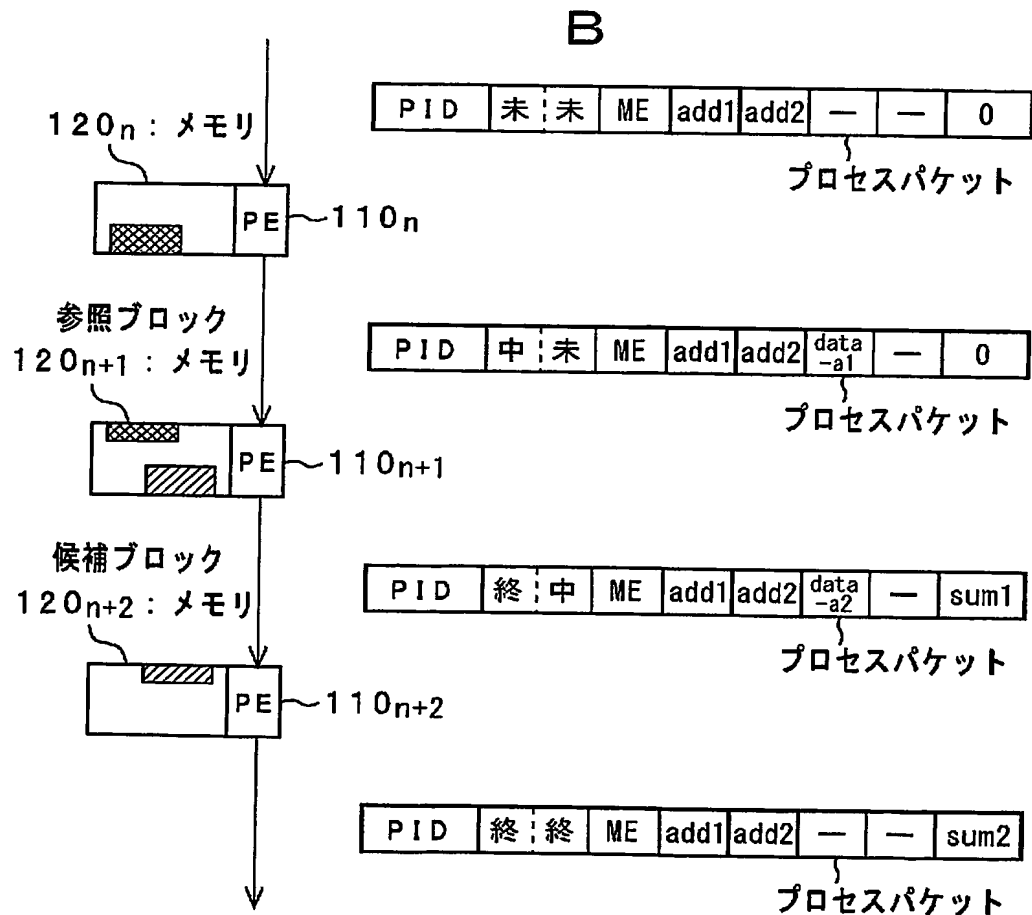 B
PID 未 未 ME add1 add2 — — 0
プロセスパケット
120n：メモリ
PE
110n
参照ブロック
120n+1：メモリ
PID 中 未 ME add1 add2 data-a1 — 0
プロセスパケット
PE
110n+1
候補ブロック
120n+2：メモリ
PID 終 中 ME add1 add2 data-a2 — sum1
プロセスパケット
PE
110n+2
PID 終 終 ME add1 add2 — — sum2
プロセスパケット